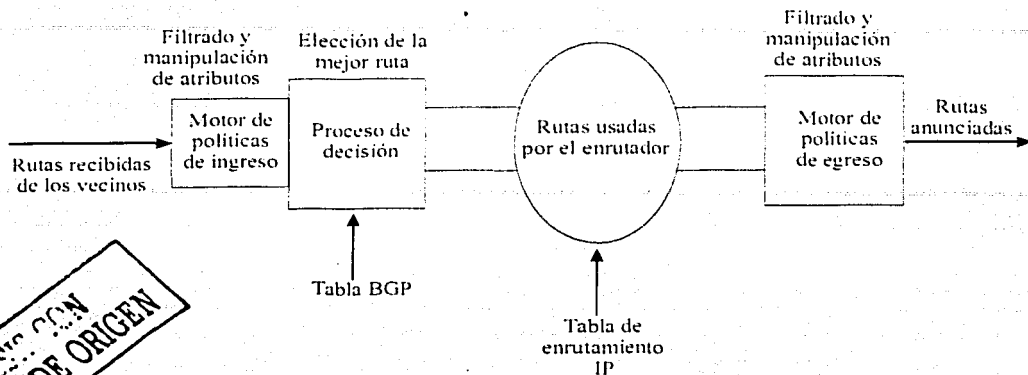 Filtrado y
manipulación
de atributos
Elección de la
mejor ruta
Filtrado y
manipulación
de atributos
Motor de
políticas
de ingreso
Proceso de
decisión
Rutas usadas
por el enrutador
Motor de
políticas
de egreso
Rutas
anunciadas
Rutas recibidas
de los vecinos
Tabla BGP
Tabla de
enrutamiento
IP
CON
DE ORIGEN